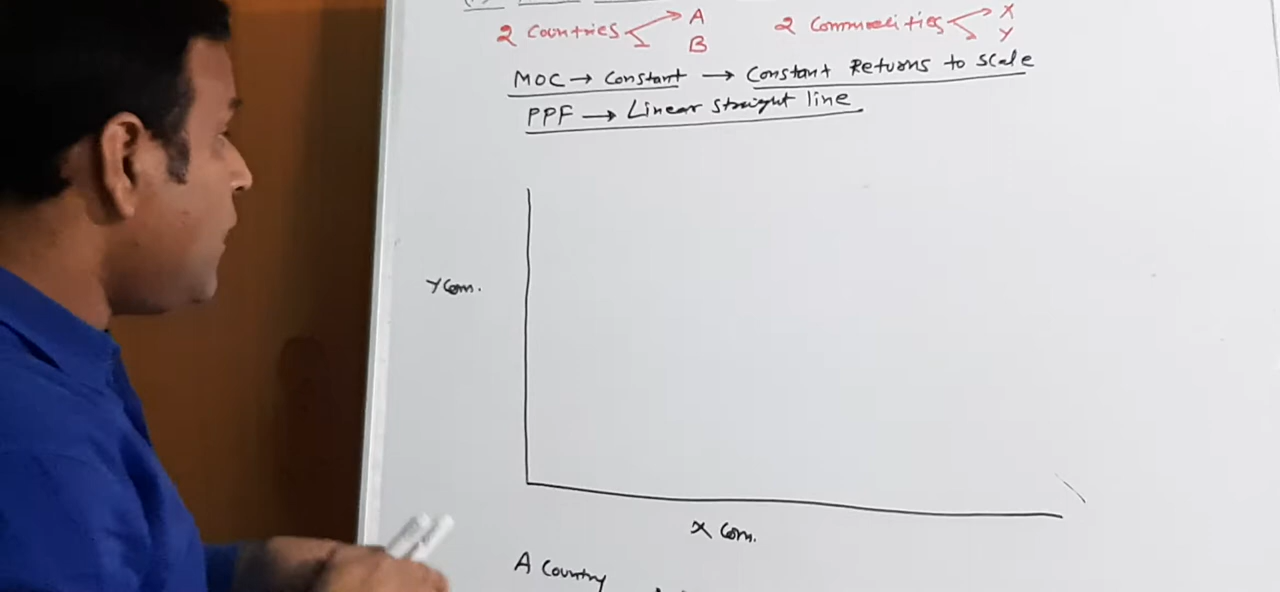 2 Countries A 2 Commodities X
B Y
MOC → Constant → Constant Returns to Scale
PPF → Linear straight line
Y Com.
X Com.
A Country